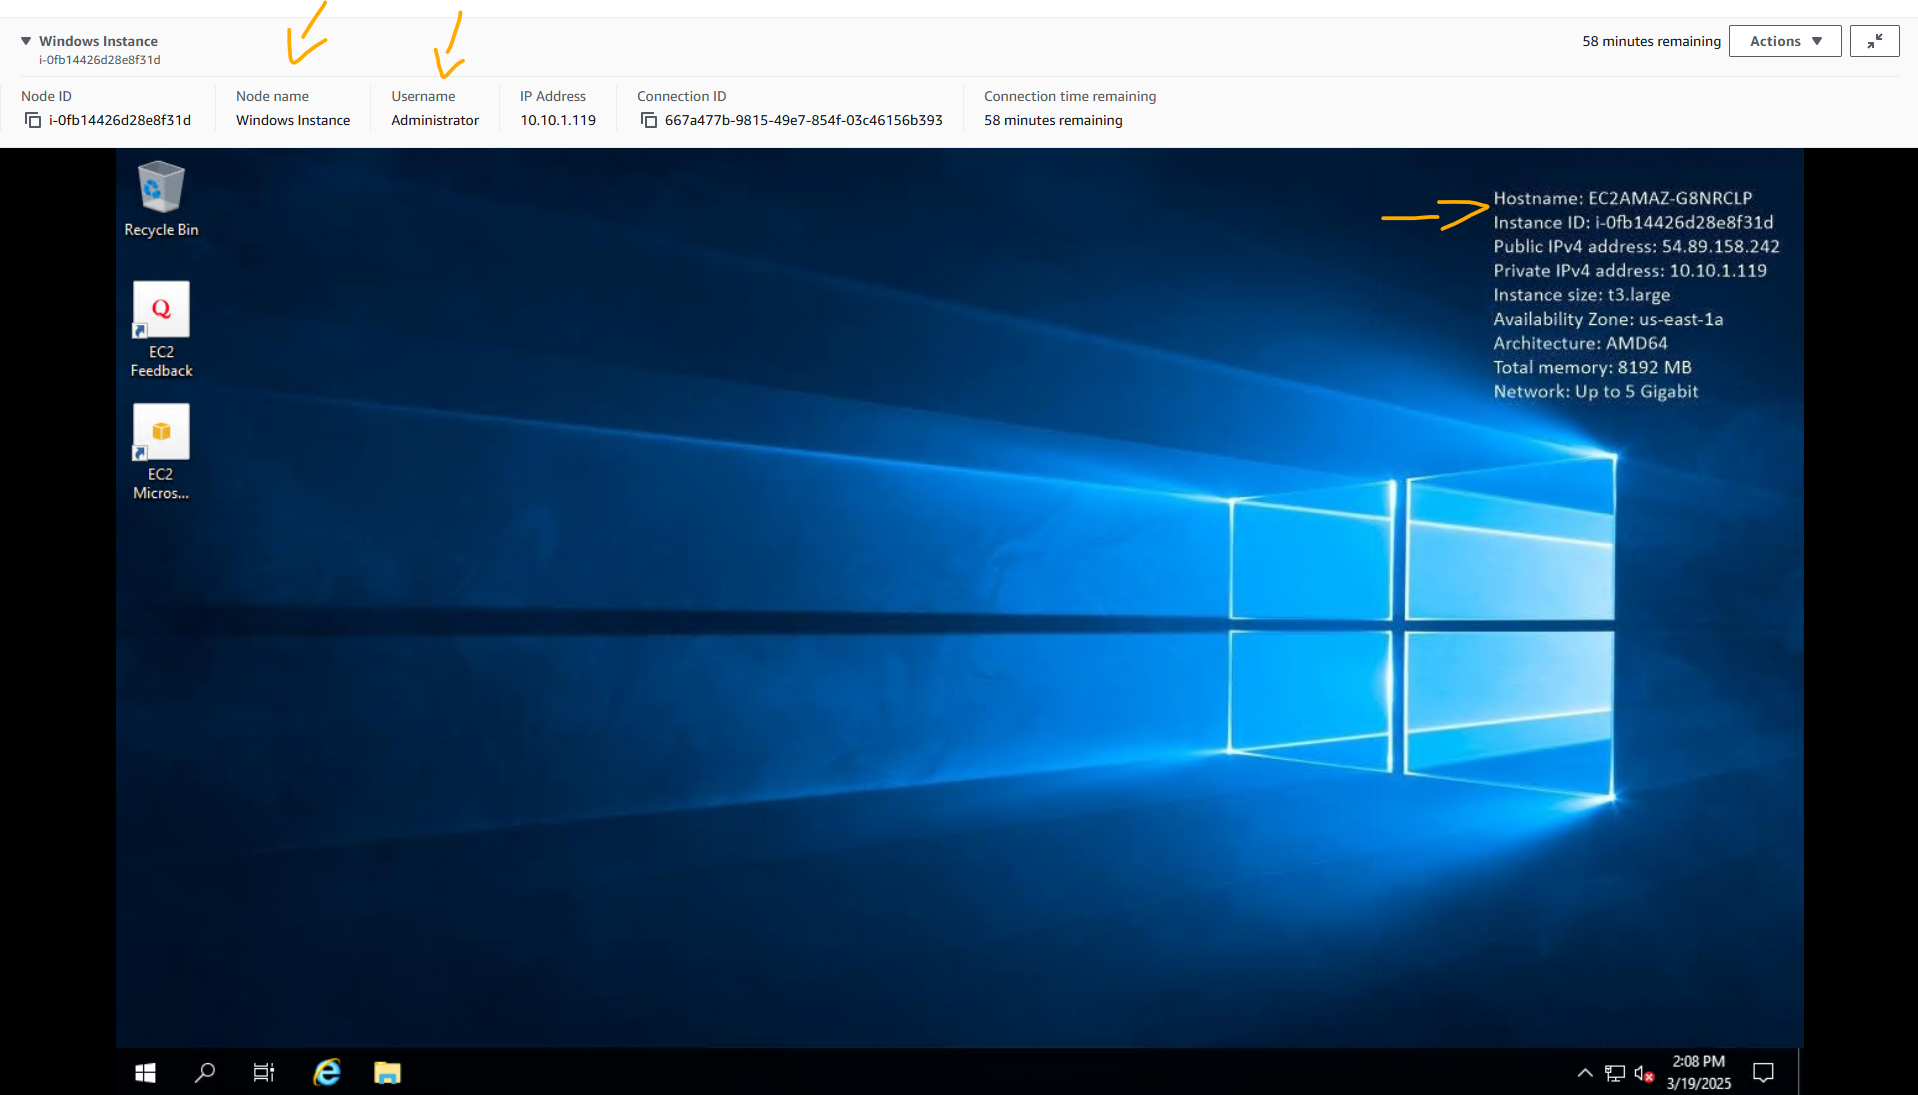 Windows Instance
i-0fb14426d28e8f31d
58 minutes remaining
Actions
Node ID
i-0fb14426d28e8f31d
Node name
Windows Instance
Username
Administrator
IP Address
10.10.1.119
Connection ID
667a477b-9815-49e7-854f-03c46156b393
Connection time remaining
58 minutes remaining
Recycle Bin
Q
EC2
Feedback
EC2
Micros...
Hostname: EC2AMAZ-G8NRCLP
Instance ID: i-0fb14426d28e8f31d
Public IPv4 address: 54.89.158.242
Private IPv4 address: 10.10.1.119
Instance size: t3.large
Availability Zone: us-east-1a
Architecture: AMD64
Total memory: 8192 MB
Network: Up to 5 Gigabit
2:08 PM
3/19/2025